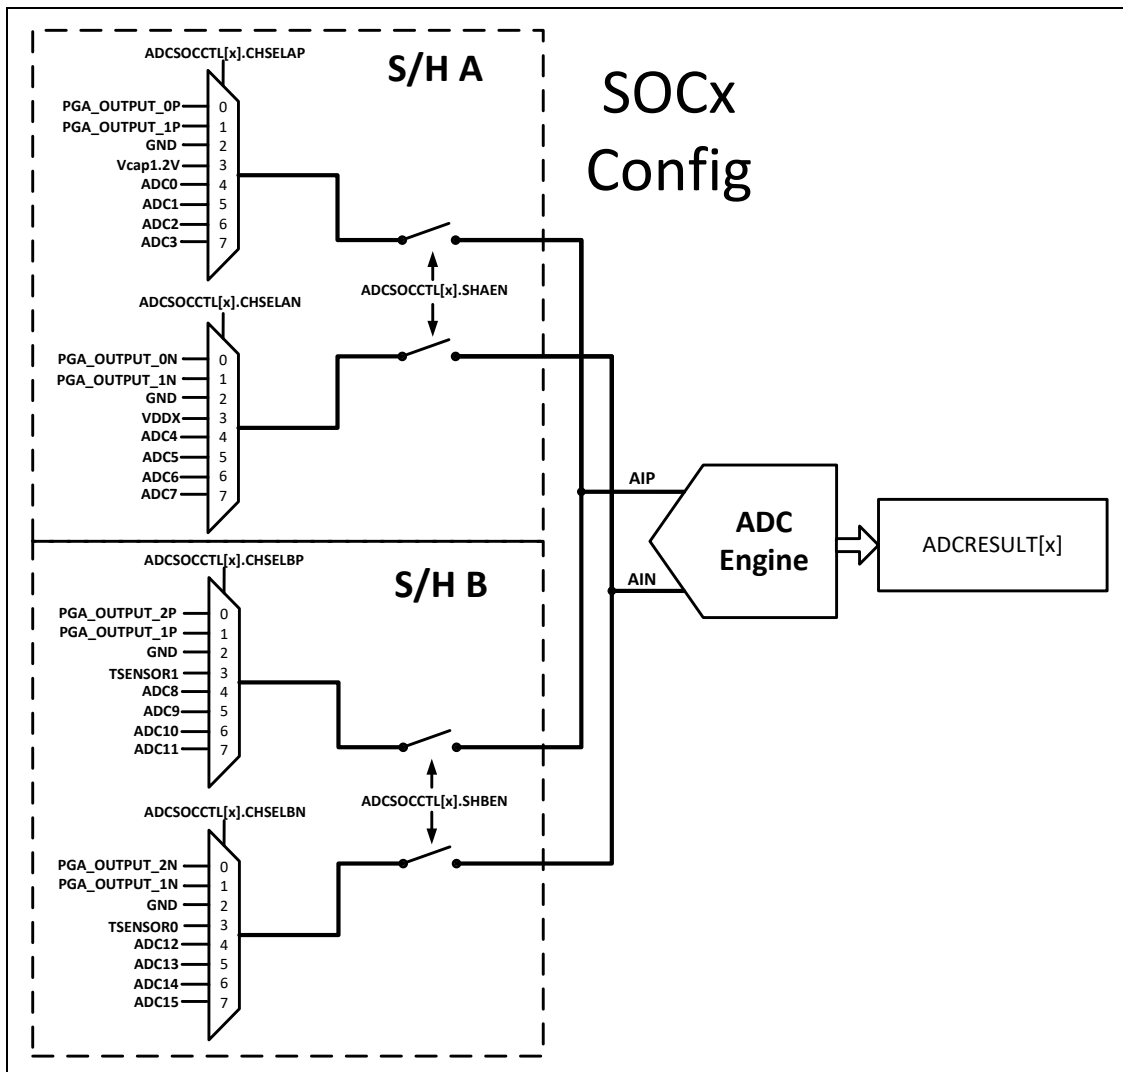 ADCSOCCTL[x].CHSELAP
S/H A
SOCx
Config
PGA_OUTPUT_0P 0
PGA_OUTPUT_1P 1
GND 2
Vcap1.2V 3
ADC0 4
ADC1 5
ADC2 6
ADC3 7
ADCSOCCTL[x].SHAEN
ADCSOCCTL[x].CHSELAN
PGA_OUTPUT_0N 0
PGA_OUTPUT_1N 1
GND 2
VDDX 3
ADC4 4
ADC5 5
ADC6 6
ADC7 7
AIP
ADC
Engine
AIN
ADCRESULT[x]
ADCSOCCTL[x].CHSELBP
S/H B
PGA_OUTPUT_2P 0
PGA_OUTPUT_1P 1
GND 2
TSENSOR1 3
ADC8 4
ADC9 5
ADC10 6
ADC11 7
ADCSOCCTL[x].SHBEN
ADCSOCCTL[x].CHSELBN
PGA_OUTPUT_2N 0
PGA_OUTPUT_1N 1
GND 2
TSENSOR0 3
ADC12 4
ADC13 5
ADC14 6
ADC15 7